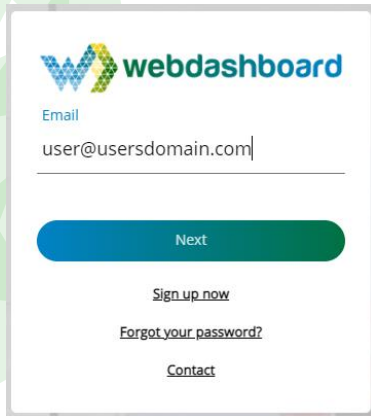 webdashboard
Email
user@usersdomain.com
Next
Sign up now
Forgot your password?
Contact